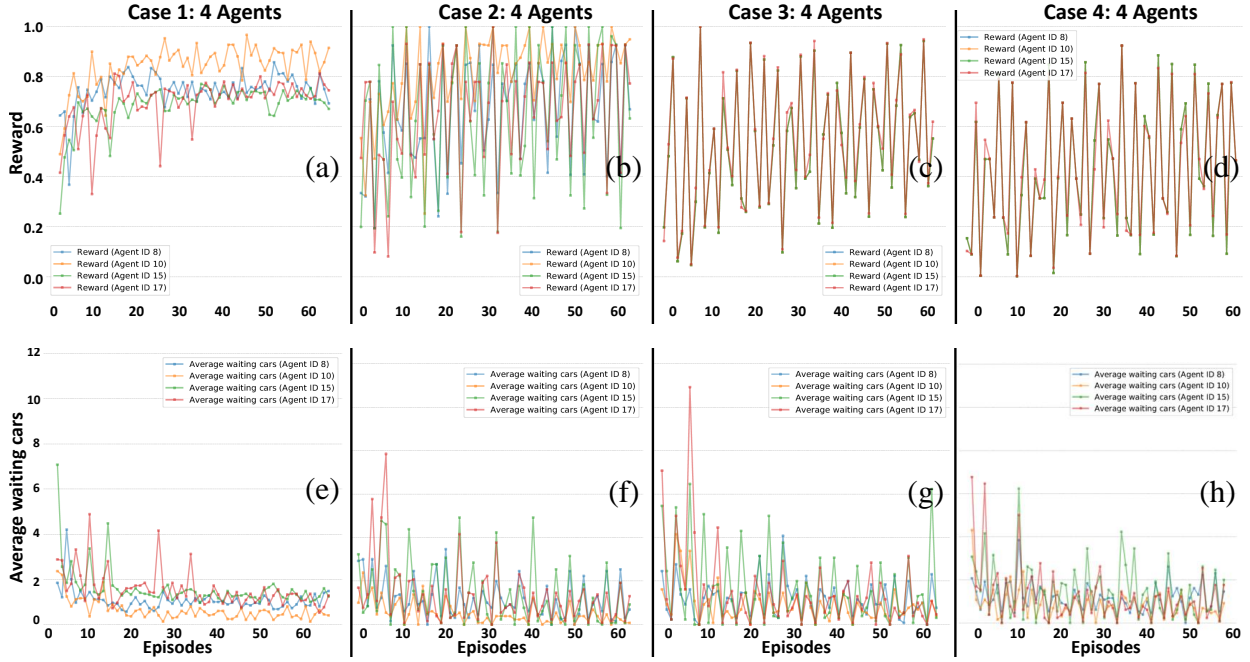 Case 1: 4 Agents
Case 2: 4 Agents
Case 3: 4 Agents
Case 4: 4 Agents
Reward
1.0
0.8
0.6
0.4
0.2
0.0
(a)
(b)
(c)
(d)
Reward (Agent ID 8)
Reward (Agent ID 10)
Reward (Agent ID 15)
Reward (Agent ID 17)
Reward (Agent ID 8)
Reward (Agent ID 10)
Reward (Agent ID 15)
Reward (Agent ID 17)
Reward (Agent ID 8)
Reward (Agent ID 10)
Reward (Agent ID 15)
Reward (Agent ID 17)
Reward (Agent ID 8)
Reward (Agent ID 10)
Reward (Agent ID 15)
Reward (Agent ID 17)
0 10 20 30 40 50 60
0 10 20 30 40 50 60
0 10 20 30 40 50 60
0 10 20 30 40 50 60
Average waiting cars
12
10
8
6
4
2
0
Average waiting cars (Agent ID 8)
Average waiting cars (Agent ID 10)
Average waiting cars (Agent ID 15)
Average waiting cars (Agent ID 17)
Average waiting cars (Agent ID 8)
Average waiting cars (Agent ID 10)
Average waiting cars (Agent ID 15)
Average waiting cars (Agent ID 17)
Average waiting cars (Agent ID 8)
Average waiting cars (Agent ID 10)
Average waiting cars (Agent ID 15)
Average waiting cars (Agent ID 17)
Average waiting cars (Agent ID 8)
Average waiting cars (Agent ID 10)
Average waiting cars (Agent ID 15)
Average waiting cars (Agent ID 17)
(e)
(f)
(g)
(h)
0 10 20 30 40 50 60
0 10 20 30 40 50 60
0 10 20 30 40 50 60
0 10 20 30 40 50 60
Episodes
Episodes
Episodes
Episodes